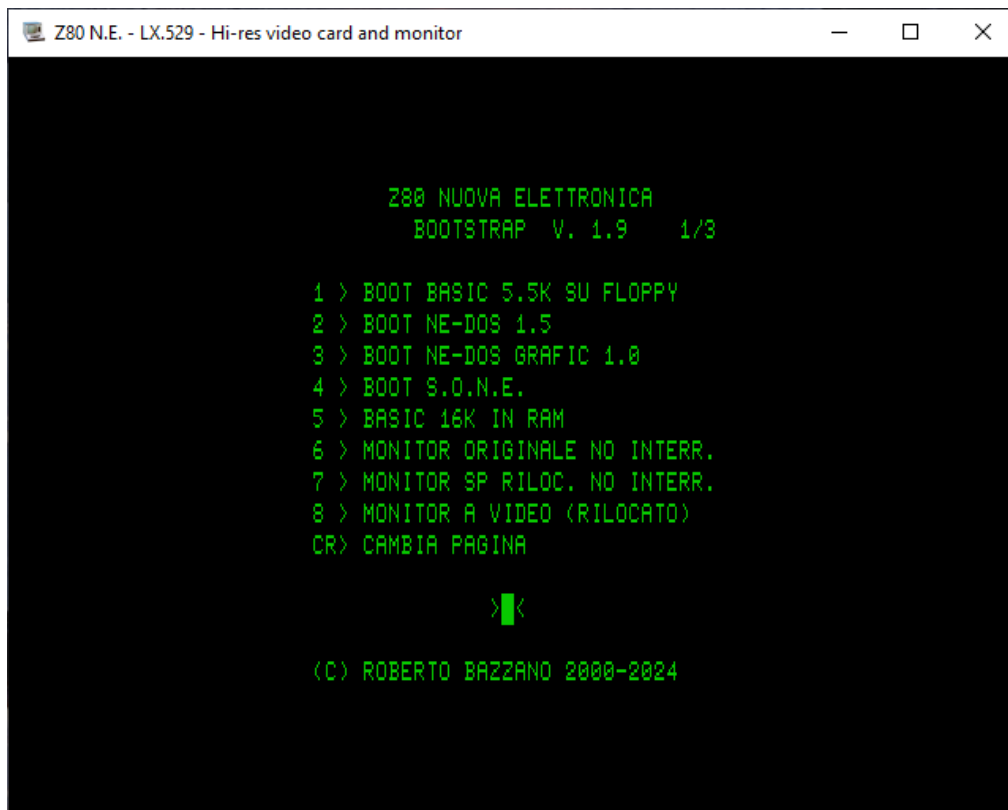 Z80 N.E. - LX.529 - Hi-res video card and monitor
Z80 NUOVA ELETTRONICA
BOOTSTRAP V. 1.9 1/3
1 > BOOT BASIC 5.5K SU FLOPPY
2 > BOOT NE-DOS 1.5
3 > BOOT NE-DOS GRAFIC 1.0
4 > BOOT S.O.N.E.
5 > BASIC 16K IN RAM
6 > MONITOR ORIGINALE NO INTERR.
7 > MONITOR SP RILOC. NO INTERR.
8 > MONITOR A VIDEO (RILOCATO)
CR> CAMBIA PAGINA
> <
(C) ROBERTO BAZZANO 2000-2024